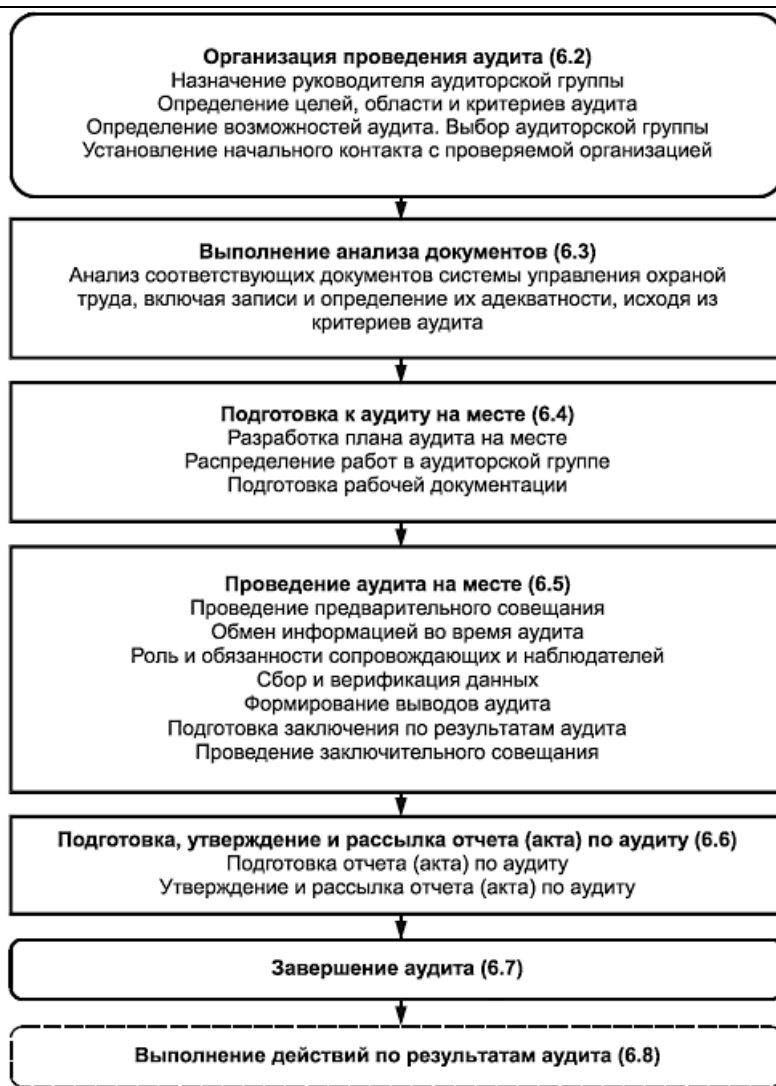 Организация проведения аудита (6.2)
Назначение руководителя аудиторской группы
Определение целей, области и критериев аудита
Определение возможностей аудита. Выбор аудиторской группы
Установление начального контакта с проверяемой организацией
Выполнение анализа документов (6.3)
Анализ соответствующих документов системы управления охраной
труда, включая записи и определение их адекватности, исходя из
критериев аудита
Подготовка к аудиту на месте (6.4)
Разработка плана аудита на месте
Распределение работ в аудиторской группе
Подготовка рабочей документации
Проведение аудита на месте (6.5)
Проведение предварительного совещания
Обмен информацией во время аудита
Роль и обязанности сопровождающих и наблюдателей
Сбор и верификация данных
Формирование выводов аудита
Подготовка заключения по результатам аудита
Проведение заключительного совещания
Подготовка, утверждение и рассылка отчета (акта) по аудиту (6.6)
Подготовка отчета (акта) по аудиту
Утверждение и рассылка отчета (акта) по аудиту
Завершение аудита (6.7)
Выполнение действий по результатам аудита (6.8)